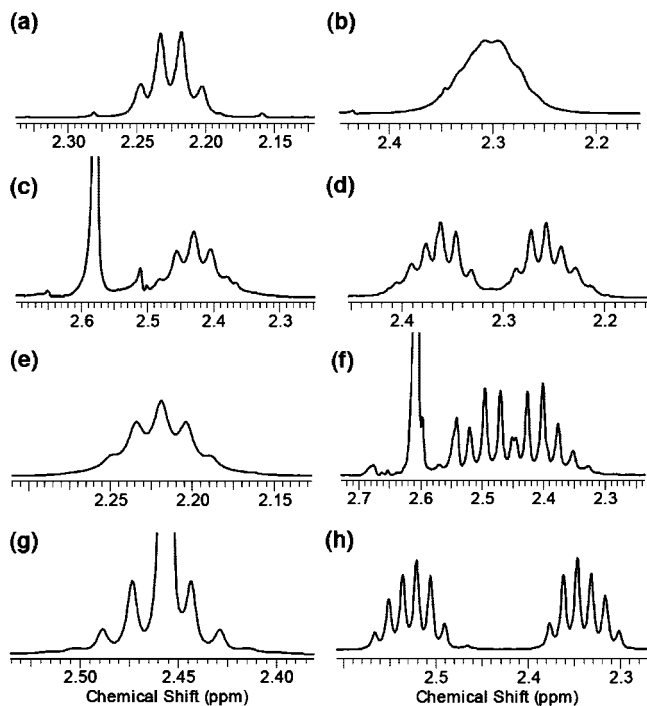 (a)
(b)
2.30 2.25 2.20 2.15
2.4 2.3 2.2
(c)
(d)
2.6 2.5 2.4 2.3
2.4 2.3 2.2
(e)
(f)
2.25 2.20 2.15
2.7 2.6 2.5 2.4 2.3
(g)
(h)
2.50 2.45 2.40
2.5 2.4 2.3
Chemical Shift (ppm)
Chemical Shift (ppm)